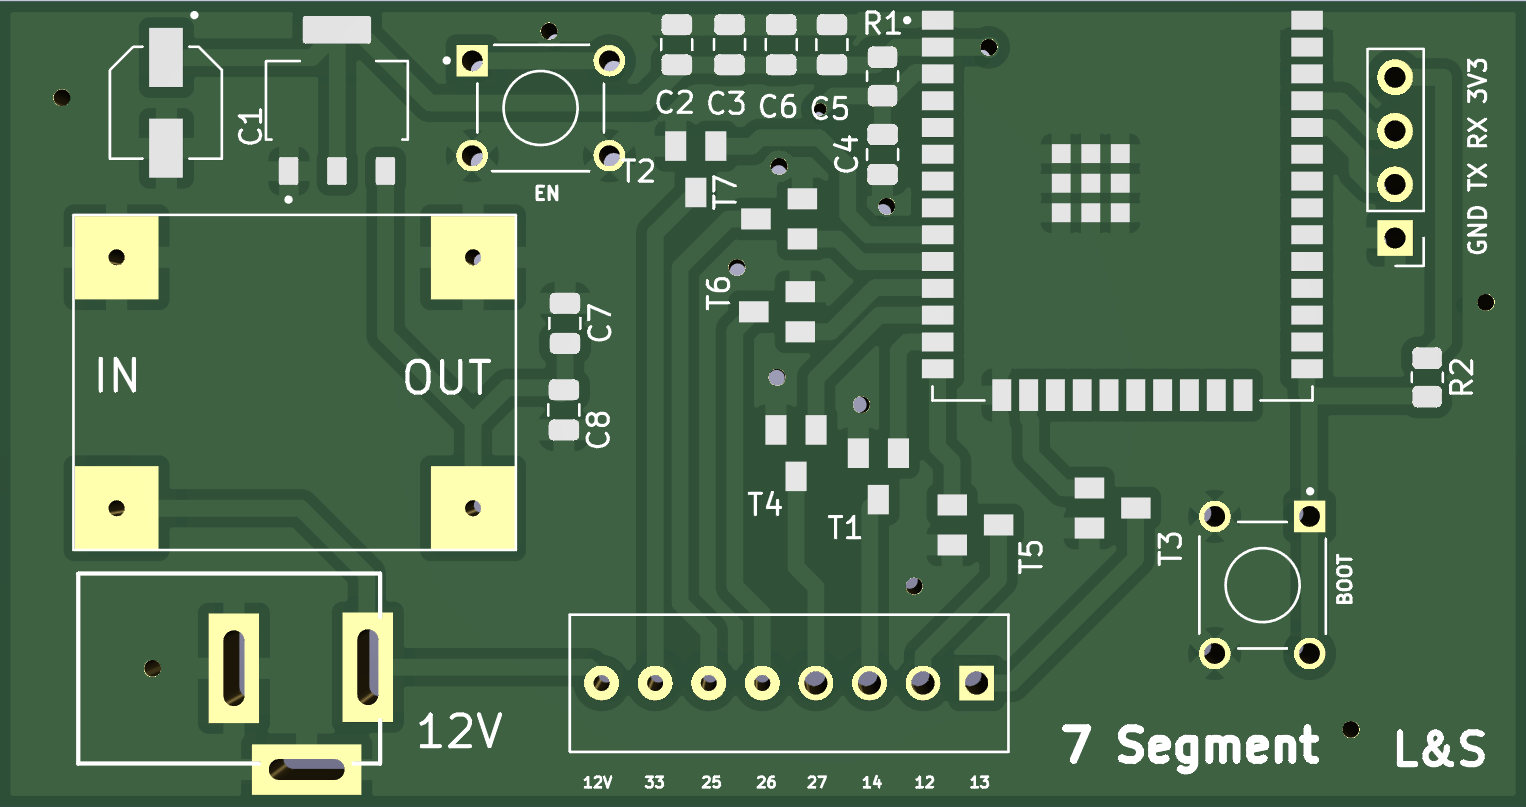 R1
C1
C2 C3 C6 C5
C4
3V3
RX
TX
GND
T2
T7
EN
T6
C7
IN
OUT
C8
R2
T4
T1
T5
T3
BOOT
12V
7 Segment
L&S
12V 33 25 26 27 14 12 13